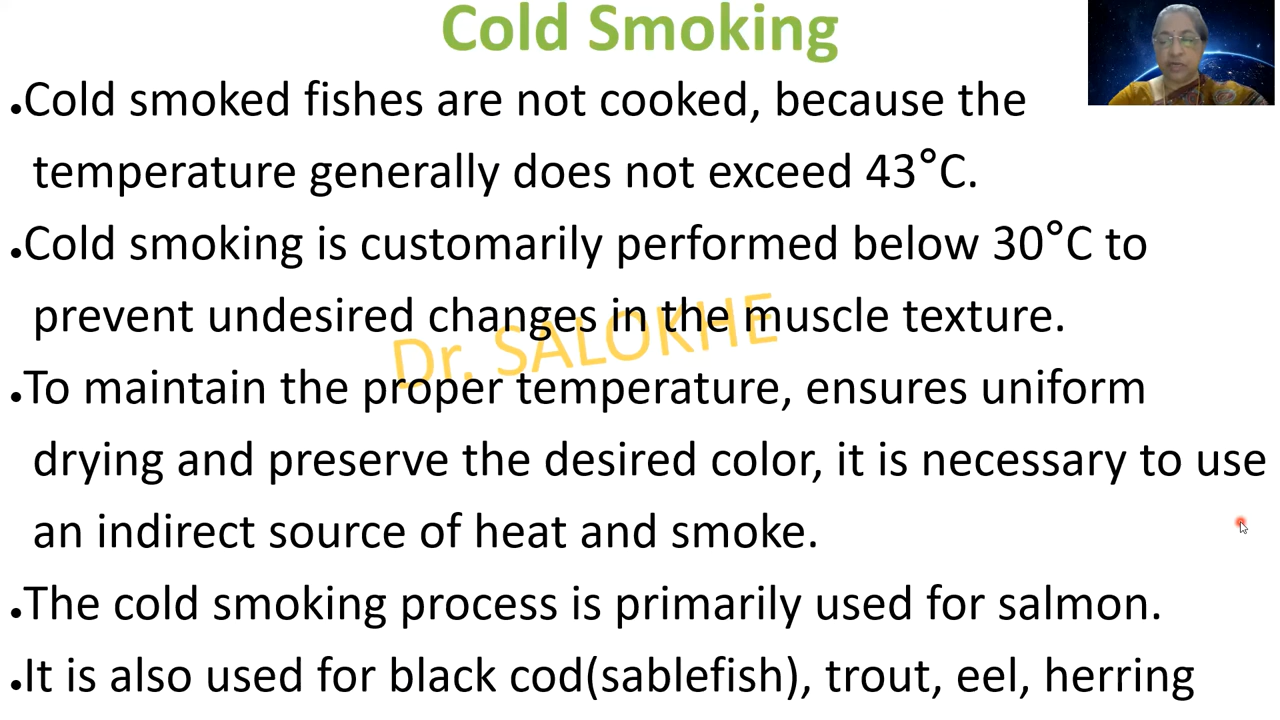 Cold Smoking
•Cold smoked fishes are not cooked, because the
temperature generally does not exceed 43°C.
•Cold smoking is customarily performed below 30°C to
prevent undesired changes in the muscle texture.
Dr. SALOKHE
•To maintain the proper temperature, ensures uniform
drying and preserve the desired color, it is necessary to use
an indirect source of heat and smoke.
•The cold smoking process is primarily used for salmon.
•It is also used for black cod(sablefish), trout, eel, herring